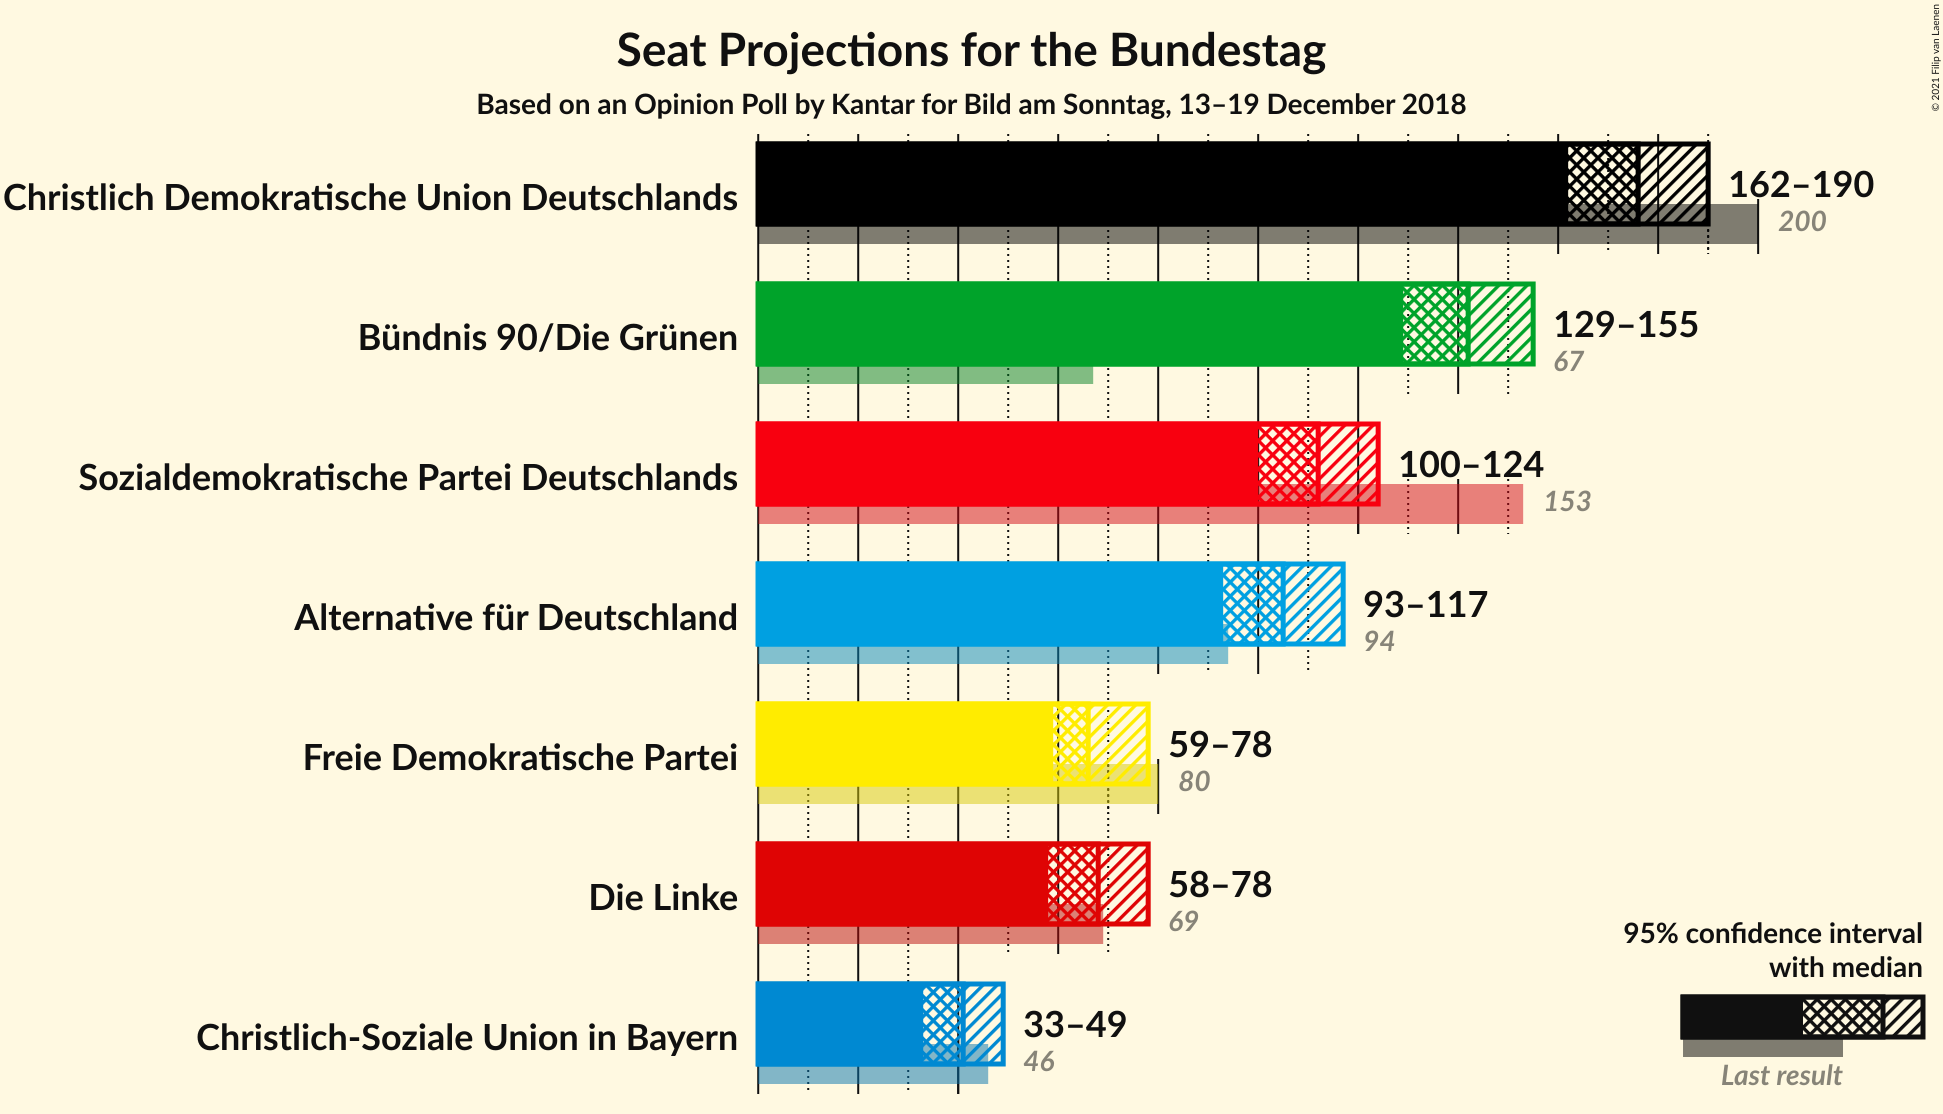 Seat Projections for the Bundestag
Based on an Opinion Poll by Kantar for Bild am Sonntag, 13–19 December 2018
© 2021 Filip van Laenen
Christlich Demokratische Union Deutschlands
162–190
200
Bündnis 90/Die Grünen
129–155
67
Sozialdemokratische Partei Deutschlands
100–124
153
Alternative für Deutschland
93–117
94
Freie Demokratische Partei
59–78
80
Die Linke
58–78
69
Christlich-Soziale Union in Bayern
33–49
46
95% confidence interval
with median
Last result